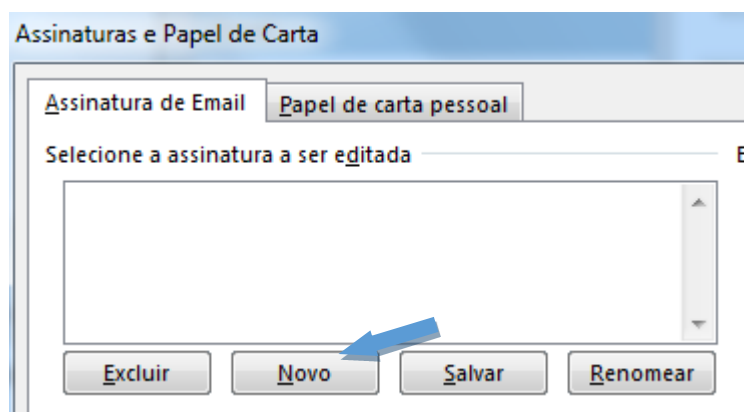 Assinaturas e Papel de Carta
Assinatura de Email
Papel de carta pessoal
Selecione a assinatura a ser editada
Excluir
Novo
Salvar
Renomear